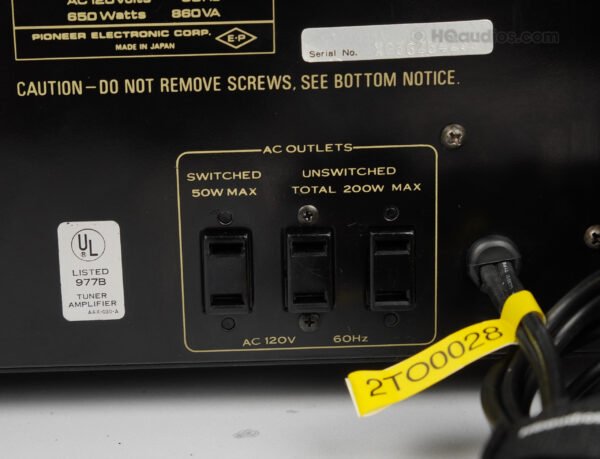 AC 120Volts 60Hz
650 Watts 860VA
PIONEER ELECTRONIC CORP. E·P
MADE IN JAPAN
HQaudios.com
Serial No.
CAUTION—DO NOT REMOVE SCREWS, SEE BOTTOM NOTICE.
AC OUTLETS
SWITCHED UNSWITCHED
50W MAX TOTAL 200W MAX
UL
®
LISTED
977B
TUNER
AMPLIFIER
AC 120V 60Hz
2TO0028